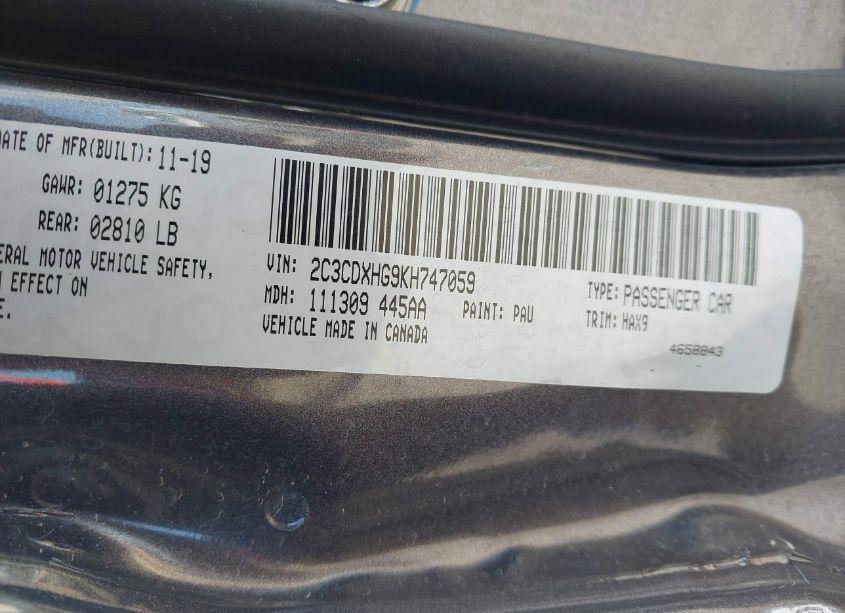 DATE OF MFR(BUILT): 11-19
GAWR: 01275 KG
REAR: 02810 LB
MOTOR VEHICLE SAFETY,
EFFECT ON
VIN: 2C3CDXHG9KH747059
MDH: 111309 445AA PAINT: PAU
VEHICLE MADE IN CANADA
TYPE: PASSENGER CAR
TRIM: HAX9
4658843